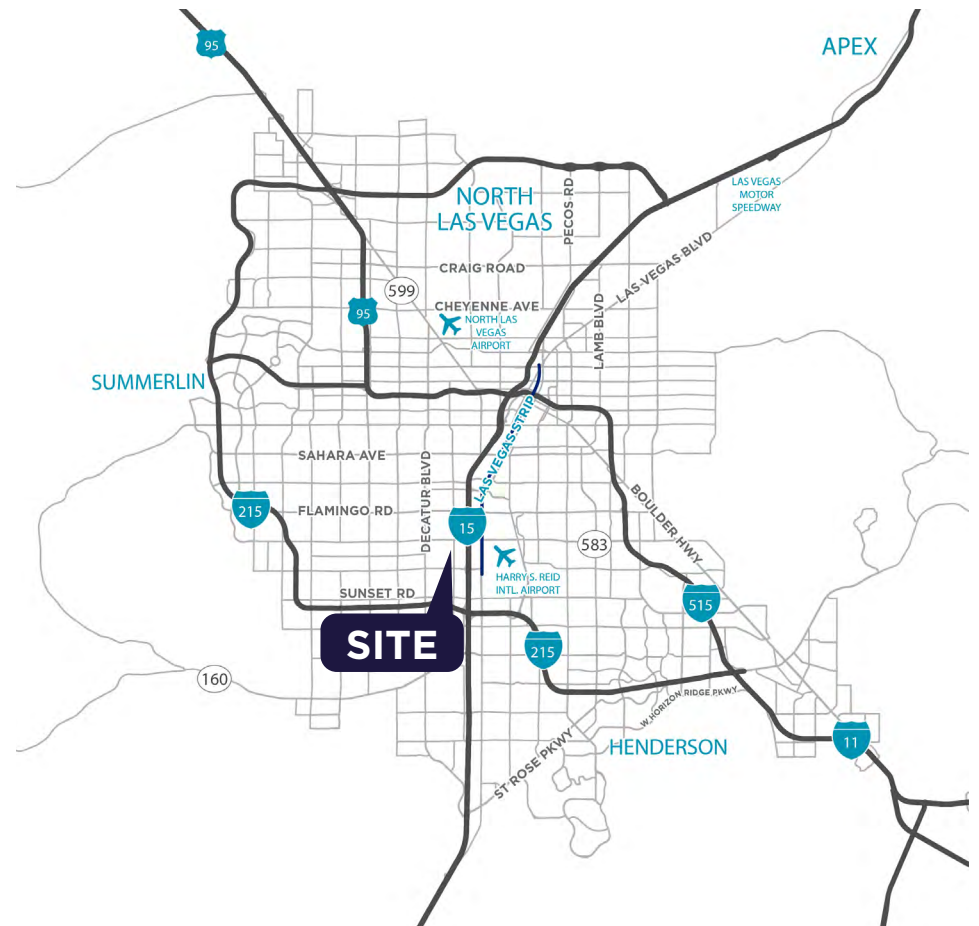 95
APEX
LAS VEGAS
MOTOR
SPEEDWAY
NORTH
LAS VEGAS
PECOS RD
CRAIG ROAD
LAS VEGAS BLVD
599
CHEYENNE AVE
95
NORTH LAS
VEGAS
AIRPORT
LAMB BLVD
SUMMERLIN
LAS VEGAS STRIP
SAHARA AVE
DECATUR BLVD
BOULDER HWY
215
FLAMINGO RD
15
583
HARRY S. REID
INTL. AIRPORT
SUNSET RD
515
SITE
215
160
W HORIZON RIDGE PKWY
HENDERSON
11
ST ROSE PKWY